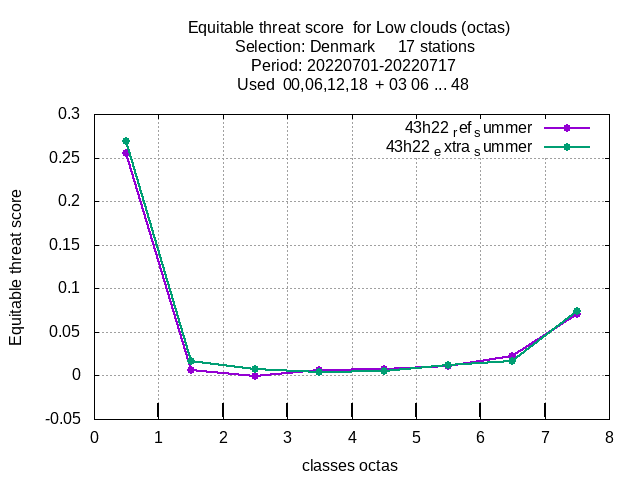 Equitable threat score for Low clouds (octas)
Selection: Denmark 17 stations
Period: 20220701-20220717
Used 00,06,12,18 + 03 06 ... 48
43h22 ref summer
43h22 extra summer
0.3
0.25
0.2
0.15
0.1
0.05
0
-0.05
Equitable threat score
0 1 2 3 4 5 6 7 8
classes octas